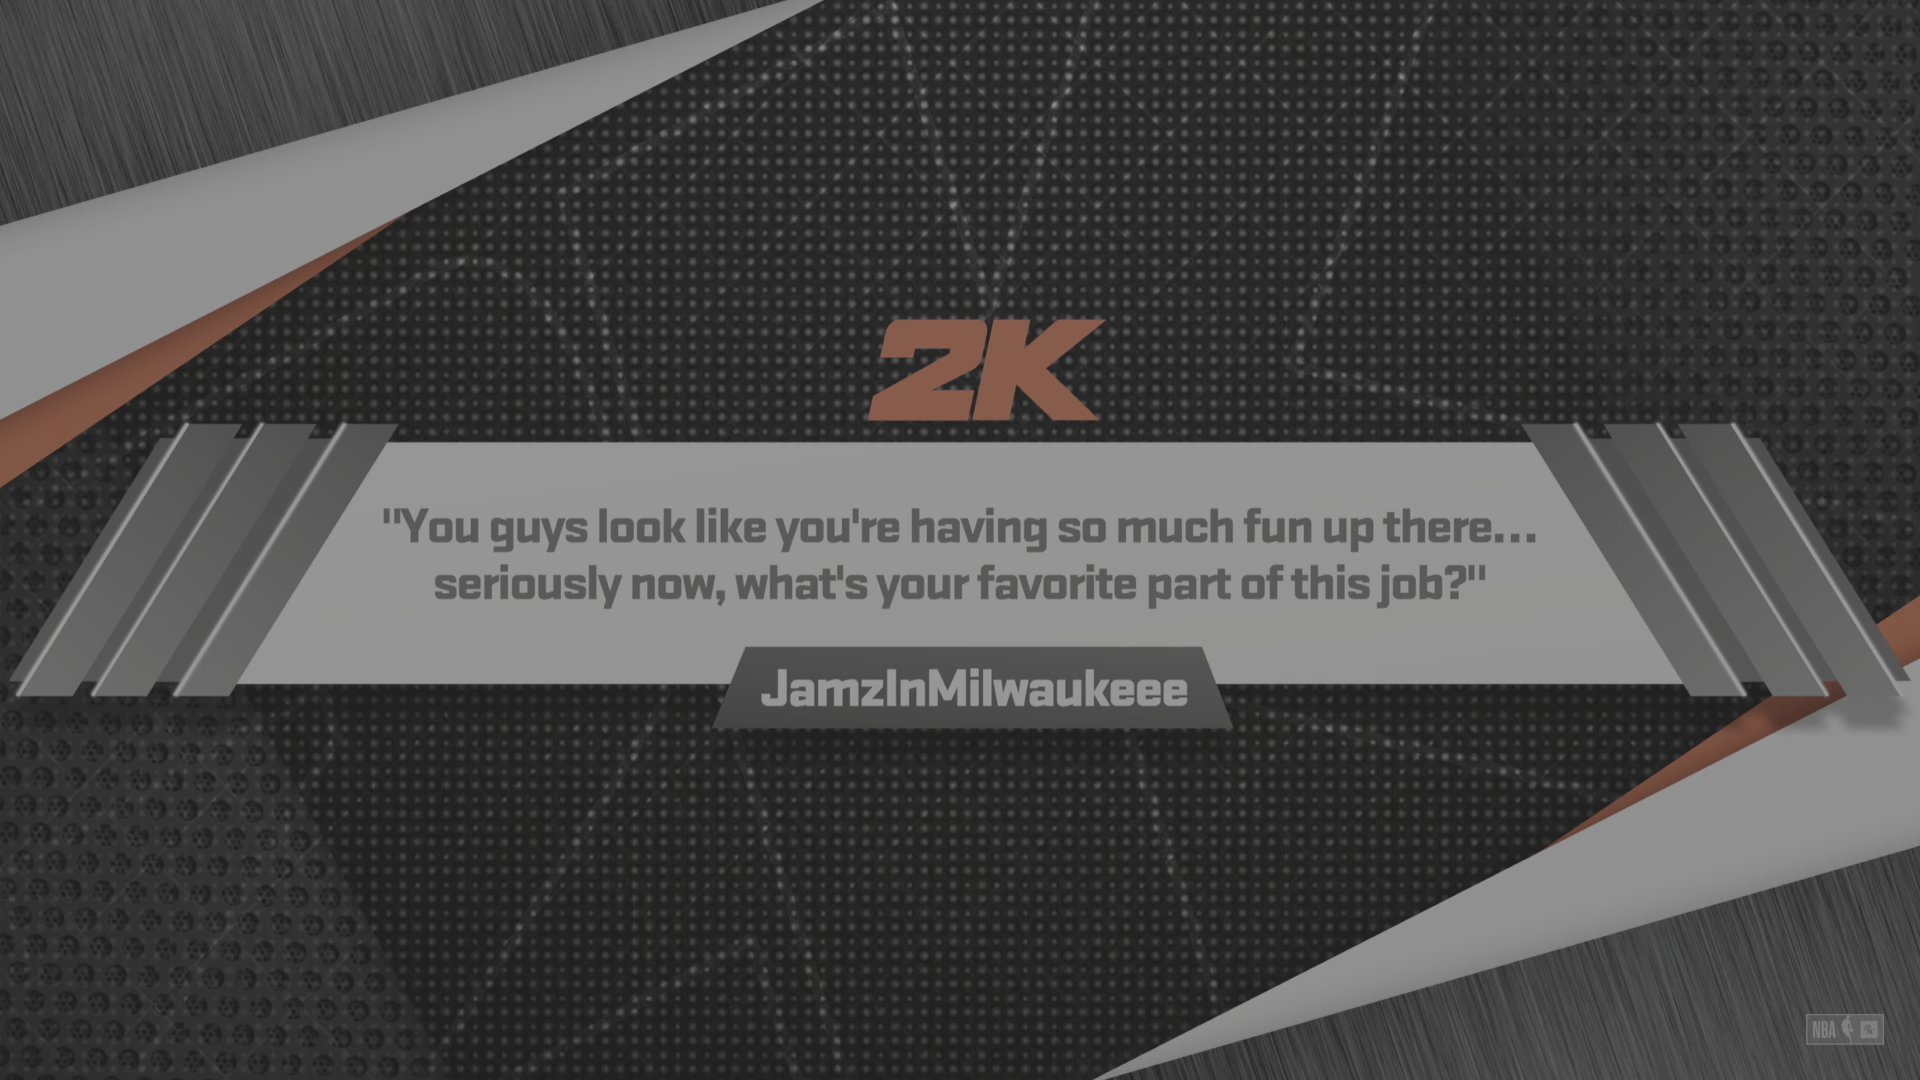 2K
"You guys look like you're having so much fun up there...
seriously now, what's your favorite part of this job?"
JamzInMilwaukeee
NBA 2K